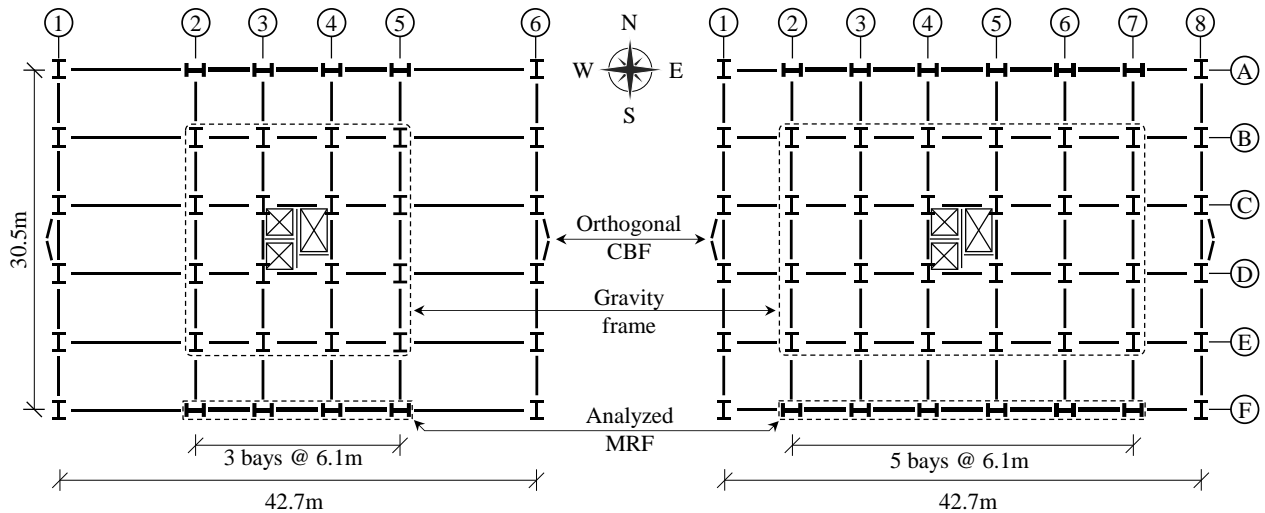 1 2 3 4 5 6
N
W E
S
1 2 3 4 5 6 7 8
A
B
C
D
E
F
30.5m
Orthogonal
CBF
Gravity
frame
Analyzed
MRF
3 bays @ 6.1m
42.7m
5 bays @ 6.1m
42.7m